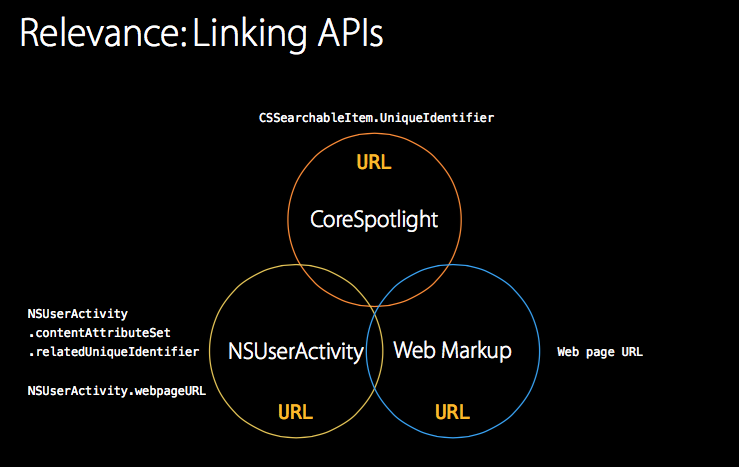 Relevance: Linking APIs
CSSearchableItem.UniqueIdentifier
URL
CoreSpotlight
NSUserActivity
.contentAttributeSet
.relatedUniqueIdentifier
NSUserActivity.webpageURL
NSUserActivity
URL
Web Markup
URL
Web page URL